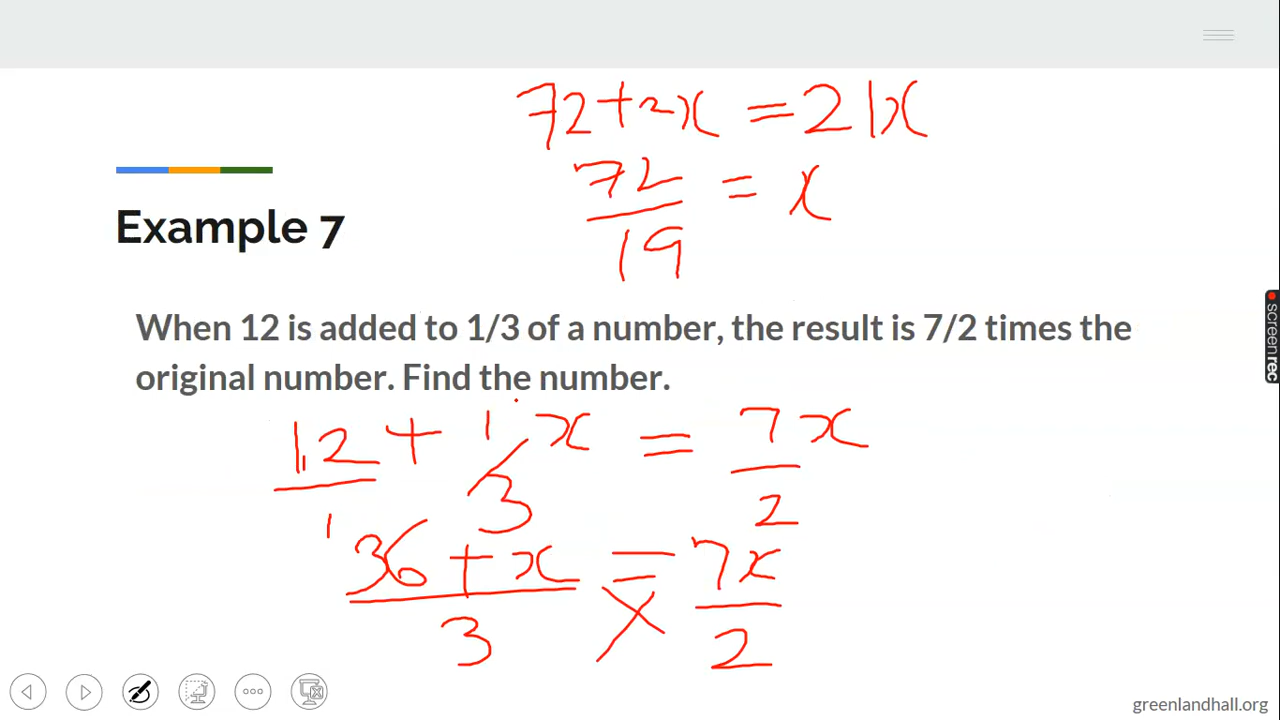 72+2x = 21x
72/19 = x
Example 7
When 12 is added to 1/3 of a number, the result is 7/2 times the
original number. Find the number.
12/1 + 1/3 x = 7x/2
36 + x/3 = 7x/2
screenrec
greenlandhall.org